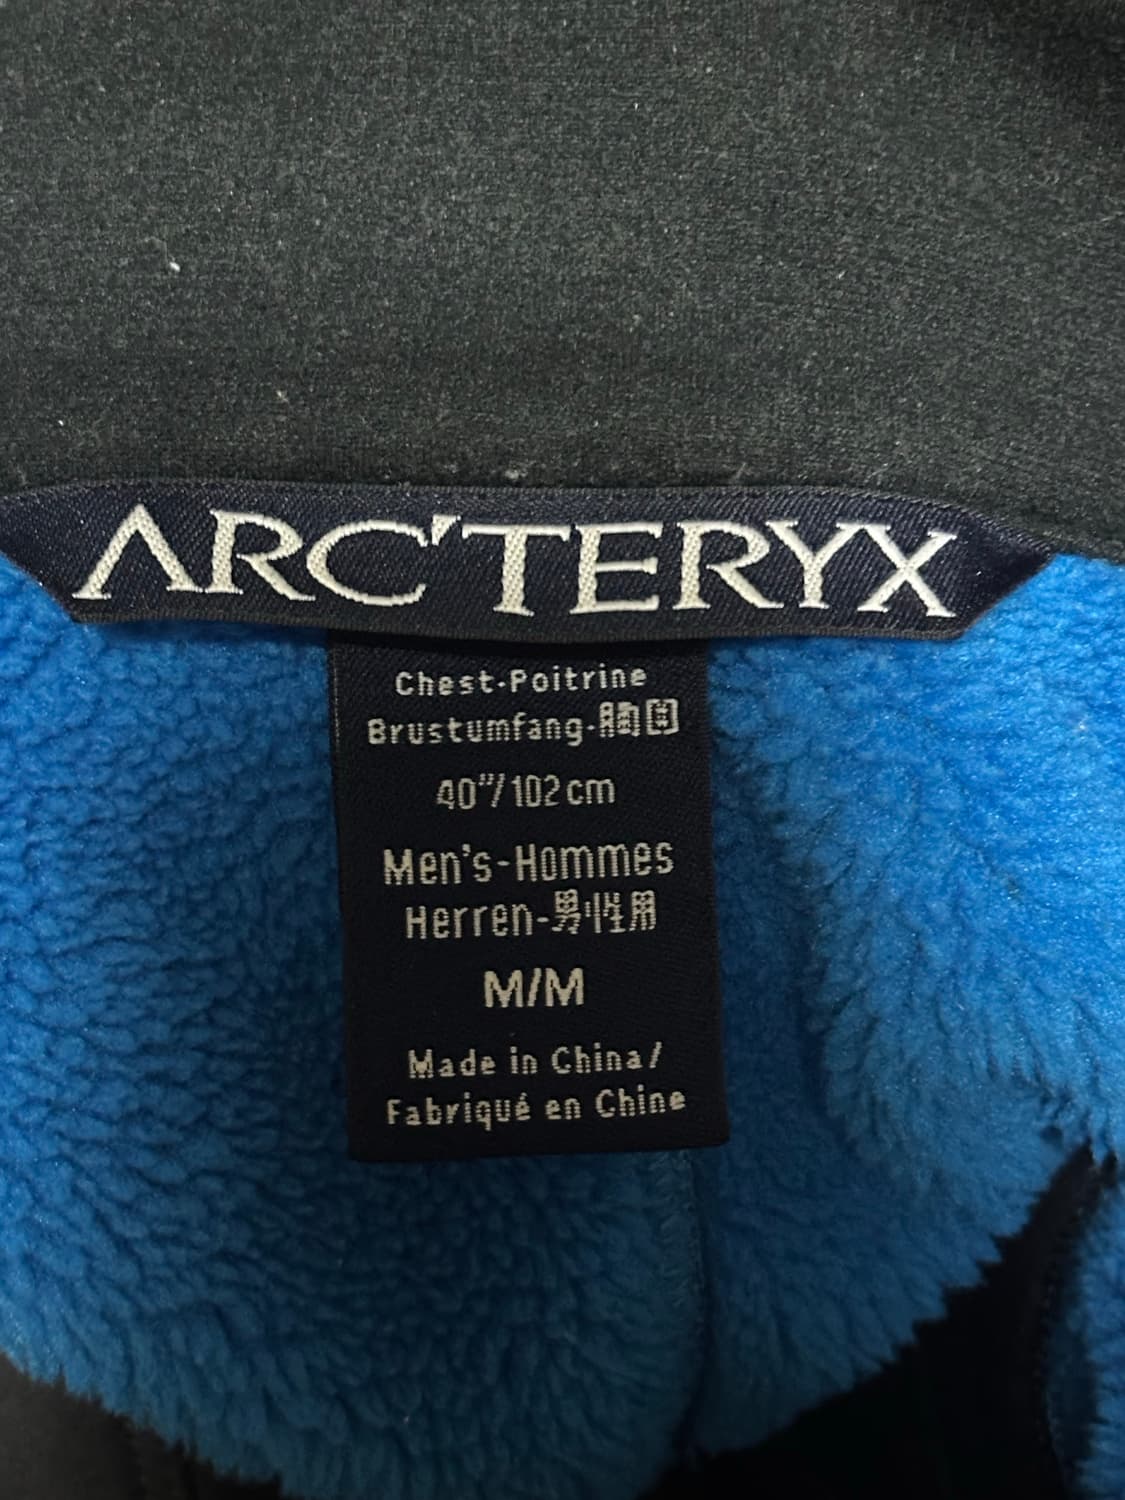 ARC'TERYX
Chest-Poitrine
Brustumfang-胸囲
40"/102cm
Men's-Hommes
Herren-男性用
M/M
Made in China/
Fabriqué en Chine